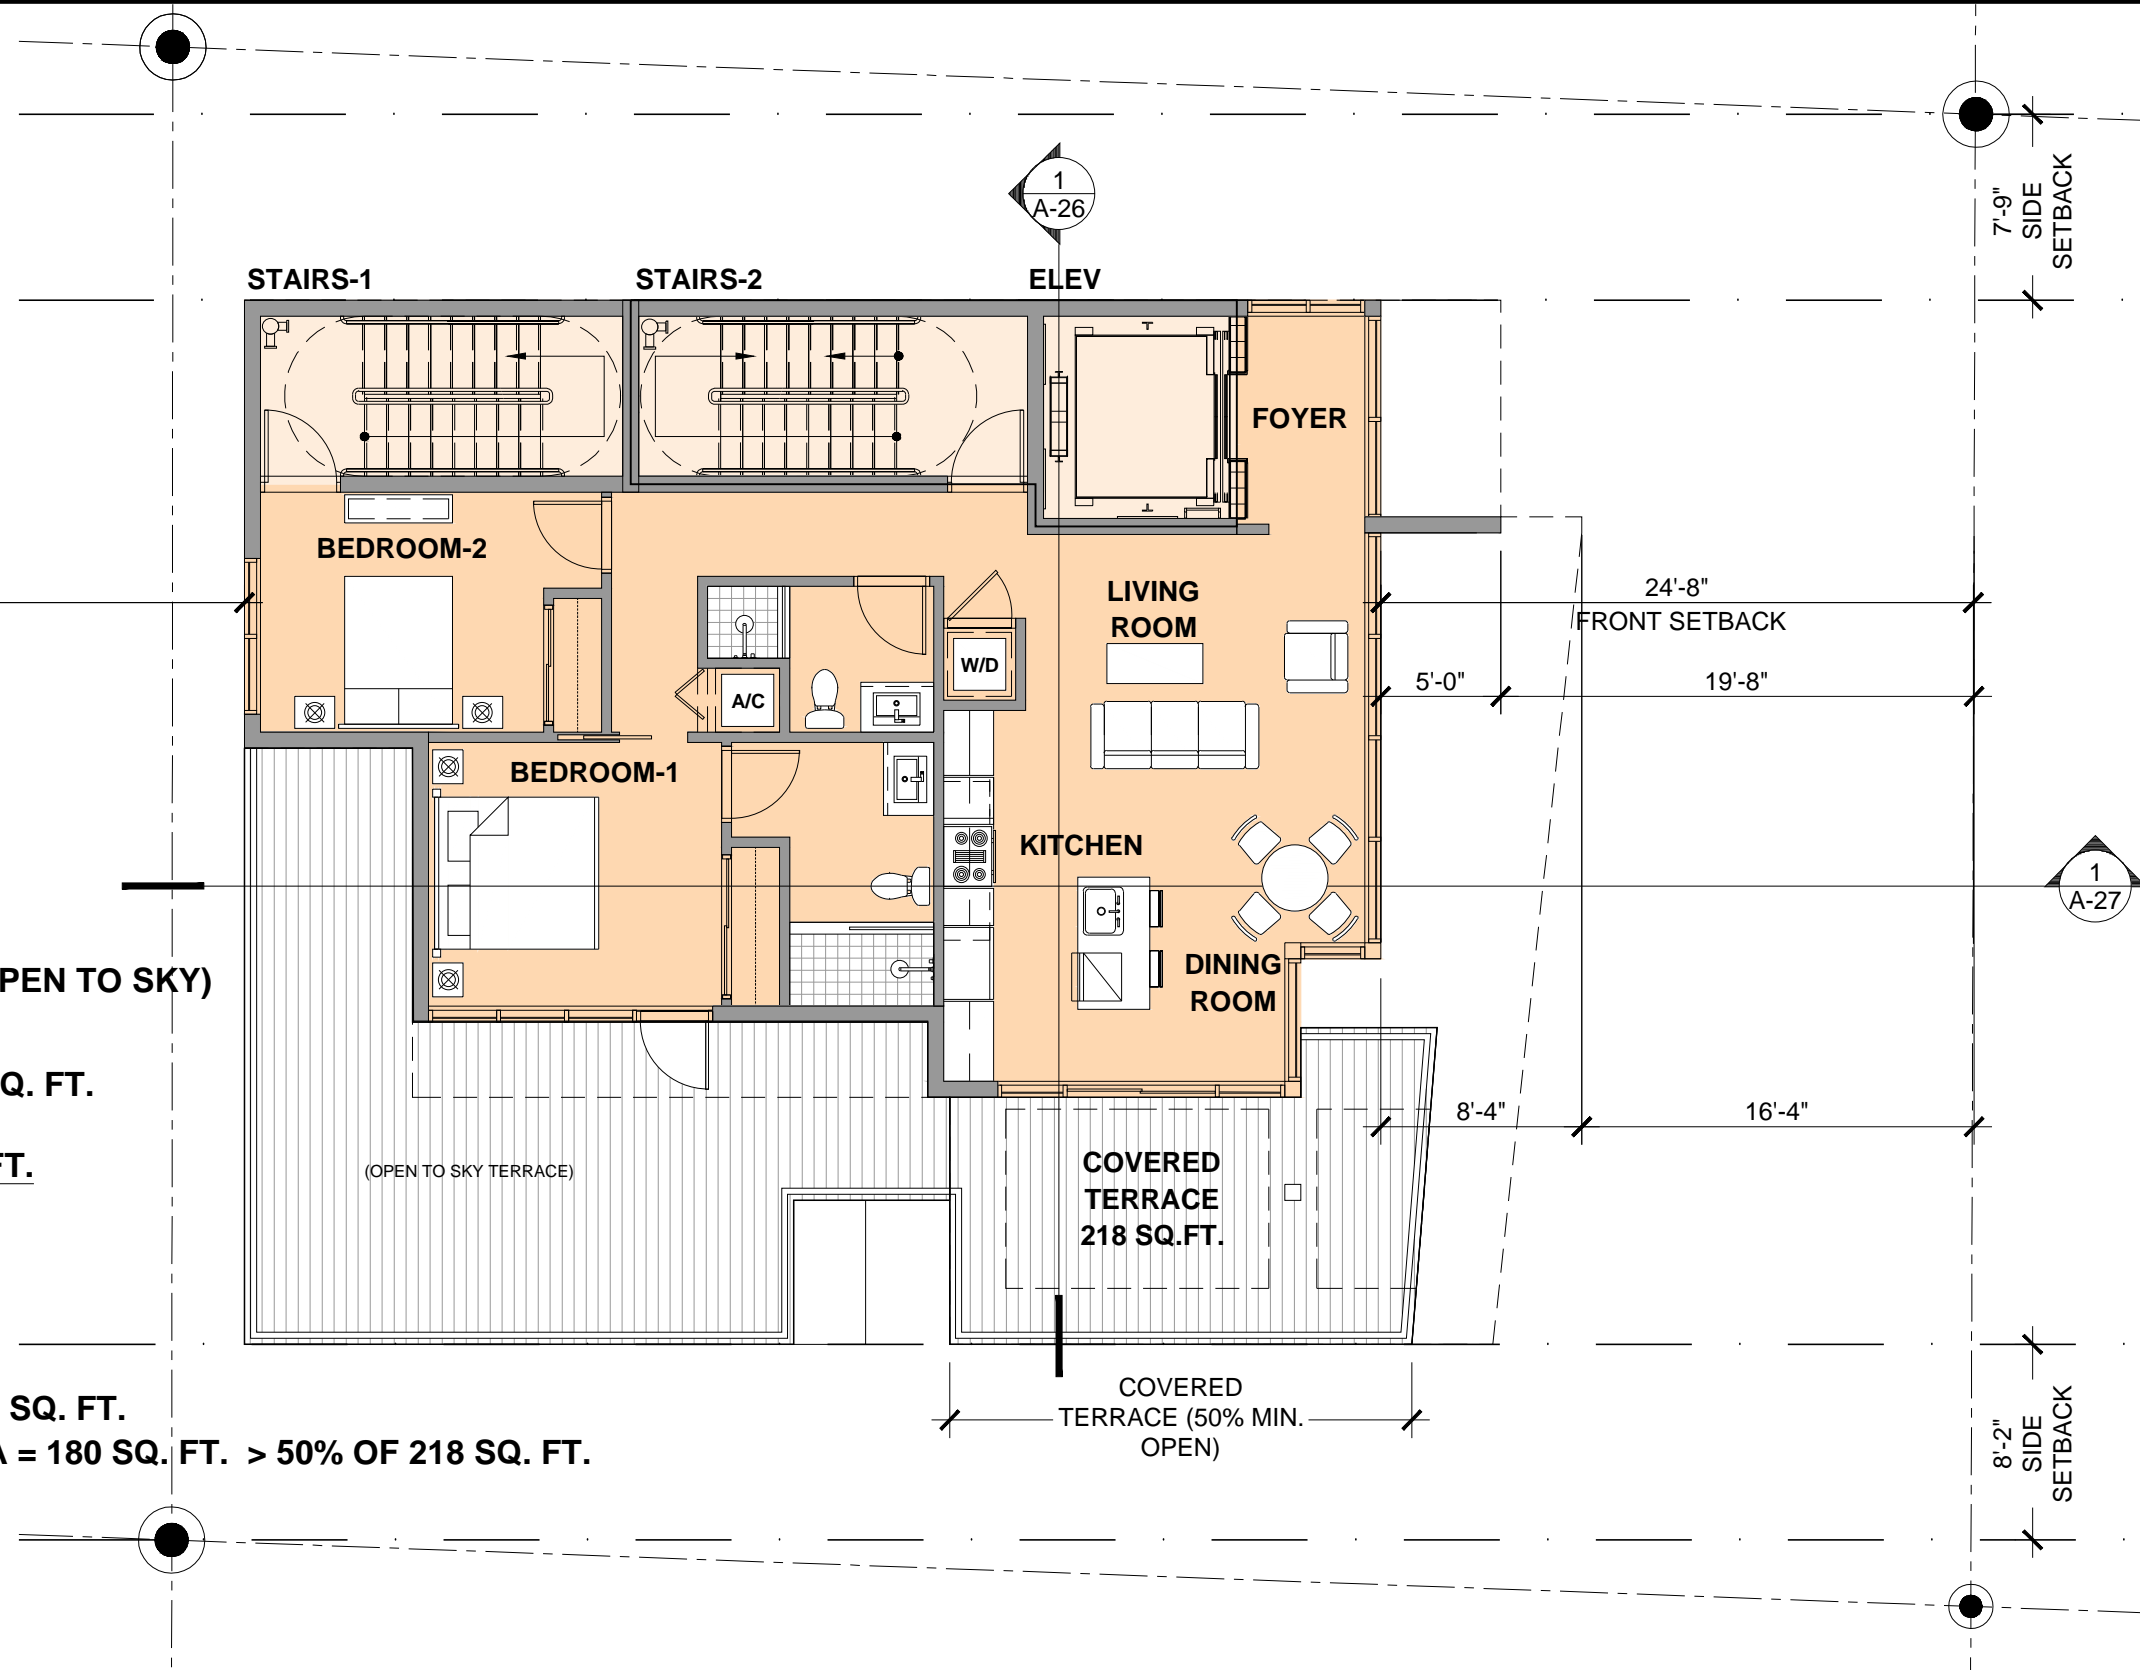 1
A-26
7'-9"
SIDE
SETBACK
STAIRS-1
STAIRS-2
ELEV
FOYER
BEDROOM-2
LIVING
ROOM
24'-8"
FRONT SETBACK
W/D
A/C
5'-0"
19'-8"
BEDROOM-1
KITCHEN
1
A-27
DINING
ROOM
PEN TO SKY)
Q. FT.
FT.
8'-4"
16'-4"
(OPEN TO SKY TERRACE)
COVERED
TERRACE
218 SQ.FT.
COVERED
TERRACE (50% MIN.
OPEN)
8'-2"
SIDE
SETBACK
SQ. FT.
A = 180 SQ. FT. > 50% OF 218 SQ. FT.